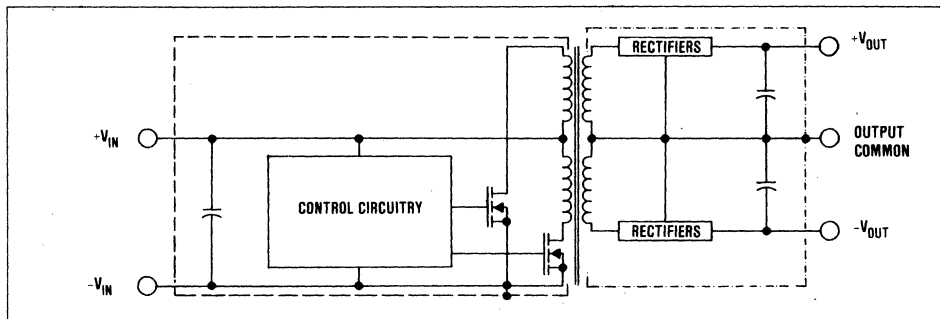 RECTIFIERS
+VOUT
+VIN
OUTPUT
COMMON
CONTROL CIRCUITRY
RECTIFIERS
-VOUT
-VIN